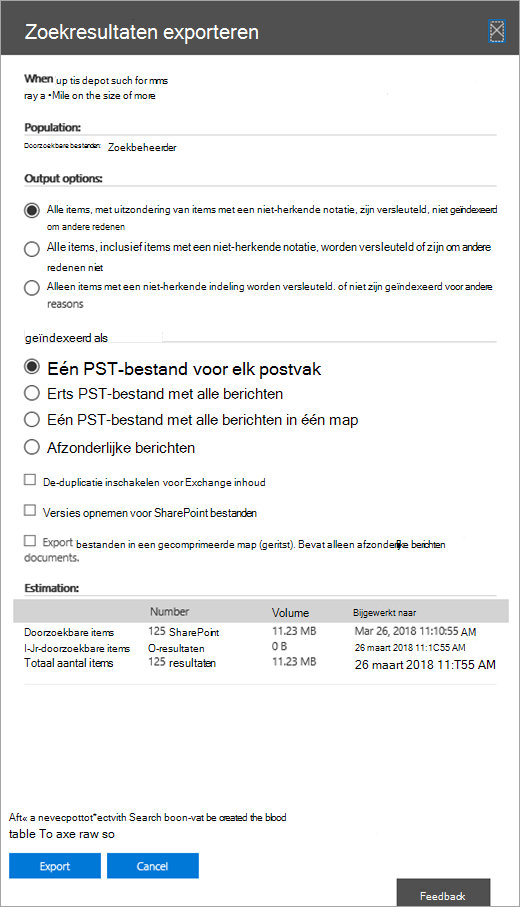 Zoekresultaten exporteren
When up tis depot such for mms
ray a •Mile on the size of more
Population:
Doorzoekbare bestanden: Zoekbeheerder
Output options:
Alle items, met uitzondering van items met een niet-herkende notatie, zijn versleuteld, niet geïndexeerd
om andere redenen
Alle items, inclusief items met een niet-herkende notatie, worden versleuteld of zijn om andere
redenen niet
Alleen items met een niet-herkende indeling worden versleuteld. of niet zijn geïndexeerd voor andere
reasons
geïndexeerd als
Eén PST-bestand voor elk postvak
Erts PST-bestand met alle berichten
Eén PST-bestand met alle berichten in één map
Afzonderlijke berichten
De-duplicatie inschakelen voor Exchange inhoud
Versies opnemen voor SharePoint bestanden
Export bestanden in een gecomprimeerde map (geritst). Bevat alleen afzonderlijke berichten
documents.
Estimation:
Number Volume Bijgewerkt naar
Doorzoekbare items 125 SharePoint 11.23 MB Mar 26, 2018 11:10:55 AM
I-Jr-doorzoekbare items O-resultaten 0 B 26 maart 2018 11:1C55 AM
Totaal aantal items 125 resultaten 11.23 MB 26 maart 2018 11:T55 AM
Aft« a nevecpottot"ectvith Search boon-vat be created the bbod
table To axe raw so
Export Cancel
Feedback